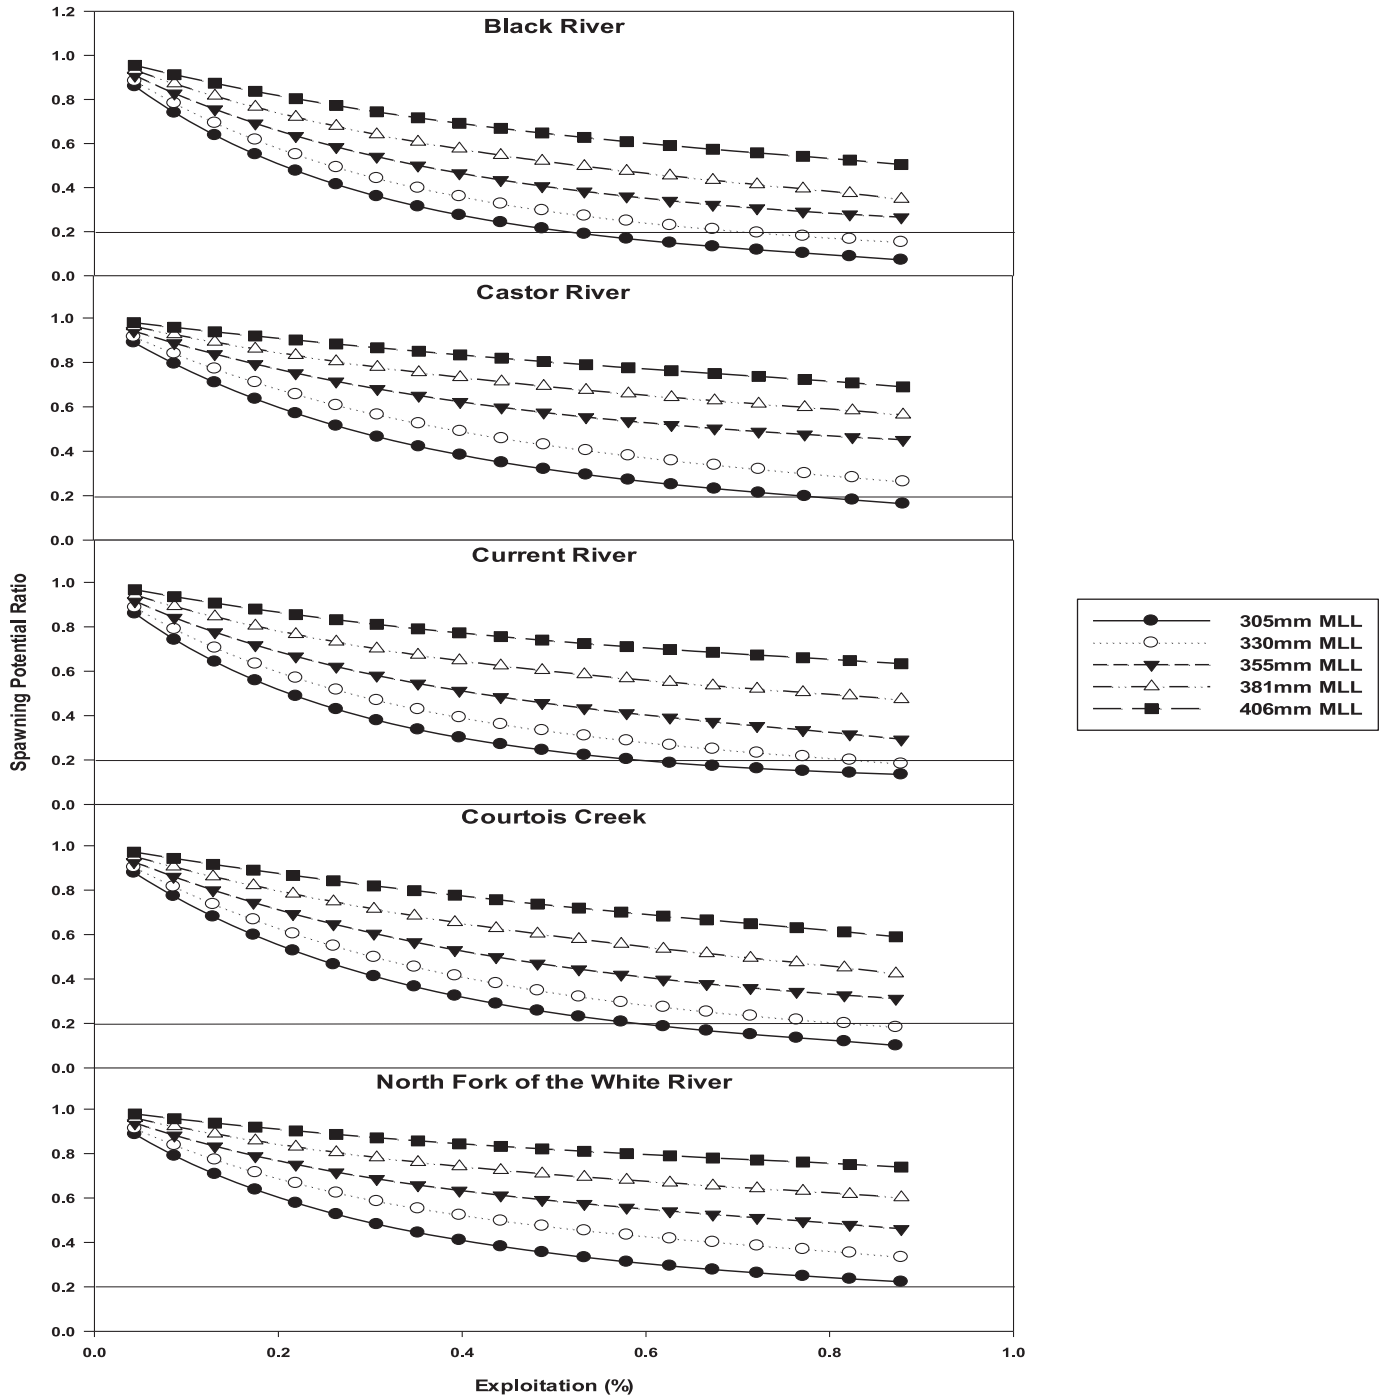 1.2
Black River
1.0
0.8
0.6
0.4
0.2
0.0
Castor River
1.0
0.8
0.6
0.4
0.2
0.0
Current River
1.0
0.8
0.6
0.4
0.2
0.0
Courtois Creek
1.0
0.8
0.6
0.4
0.2
0.0
North Fork of the White River
1.0
0.8
0.6
0.4
0.2
0.0
0.0 0.2 0.4 0.6 0.8 1.0
Exploitation (%)
Spawning Potential Ratio
305mm MLL
330mm MLL
355mm MLL
381mm MLL
406mm MLL